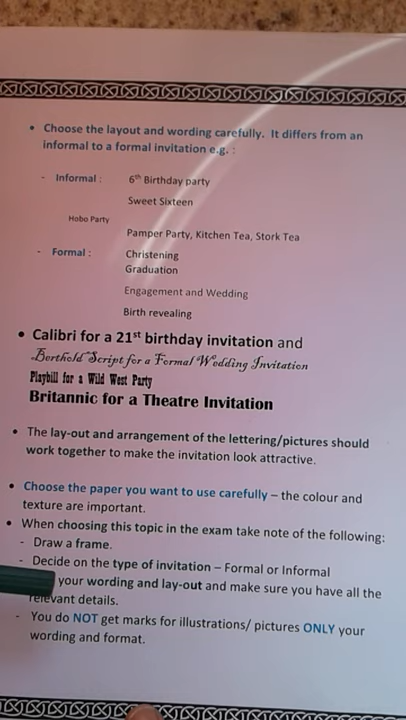 • Choose the layout and wording carefully. It differs from an
informal to a formal invitation e.g. :
- Informal : 6th Birthday party
Sweet Sixteen
Hobo Party
Pamper Party, Kitchen Tea, Stork Tea
- Formal : Christening
Graduation
Engagement and Wedding
Birth revealing
• Calibri for a 21st birthday invitation and
Berthold Script for a Formal Wedding Invitation
Playbill for a Wild West Party
Britannic for a Theatre Invitation
• The lay-out and arrangement of the lettering/pictures should
work together to make the invitation look attractive.
• Choose the paper you want to use carefully – the colour and
texture are important.
• When choosing this topic in the exam take note of the following:
- Draw a frame.
- Decide on the type of invitation – Formal or Informal
your wording and lay-out and make sure you have all the
relevant details.
- You do NOT get marks for illustrations/ pictures ONLY your
wording and format.